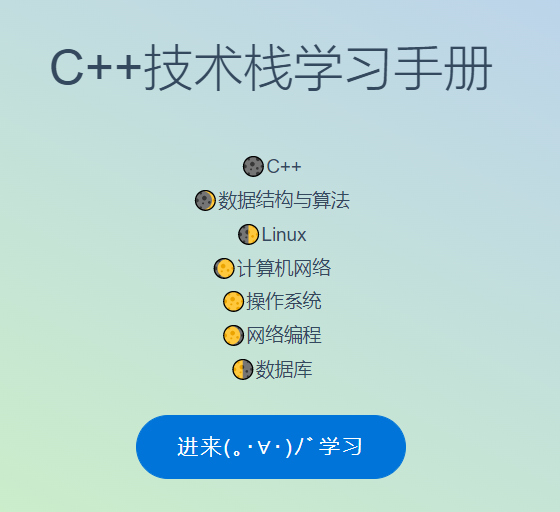 C++技术栈学习手册
🌑C++
🌒数据结构与算法
🌓Linux
🌔计算机网络
🌕操作系统
🌖网络编程
🌗数据库
进来(｡･∀･)ﾉﾞ学习